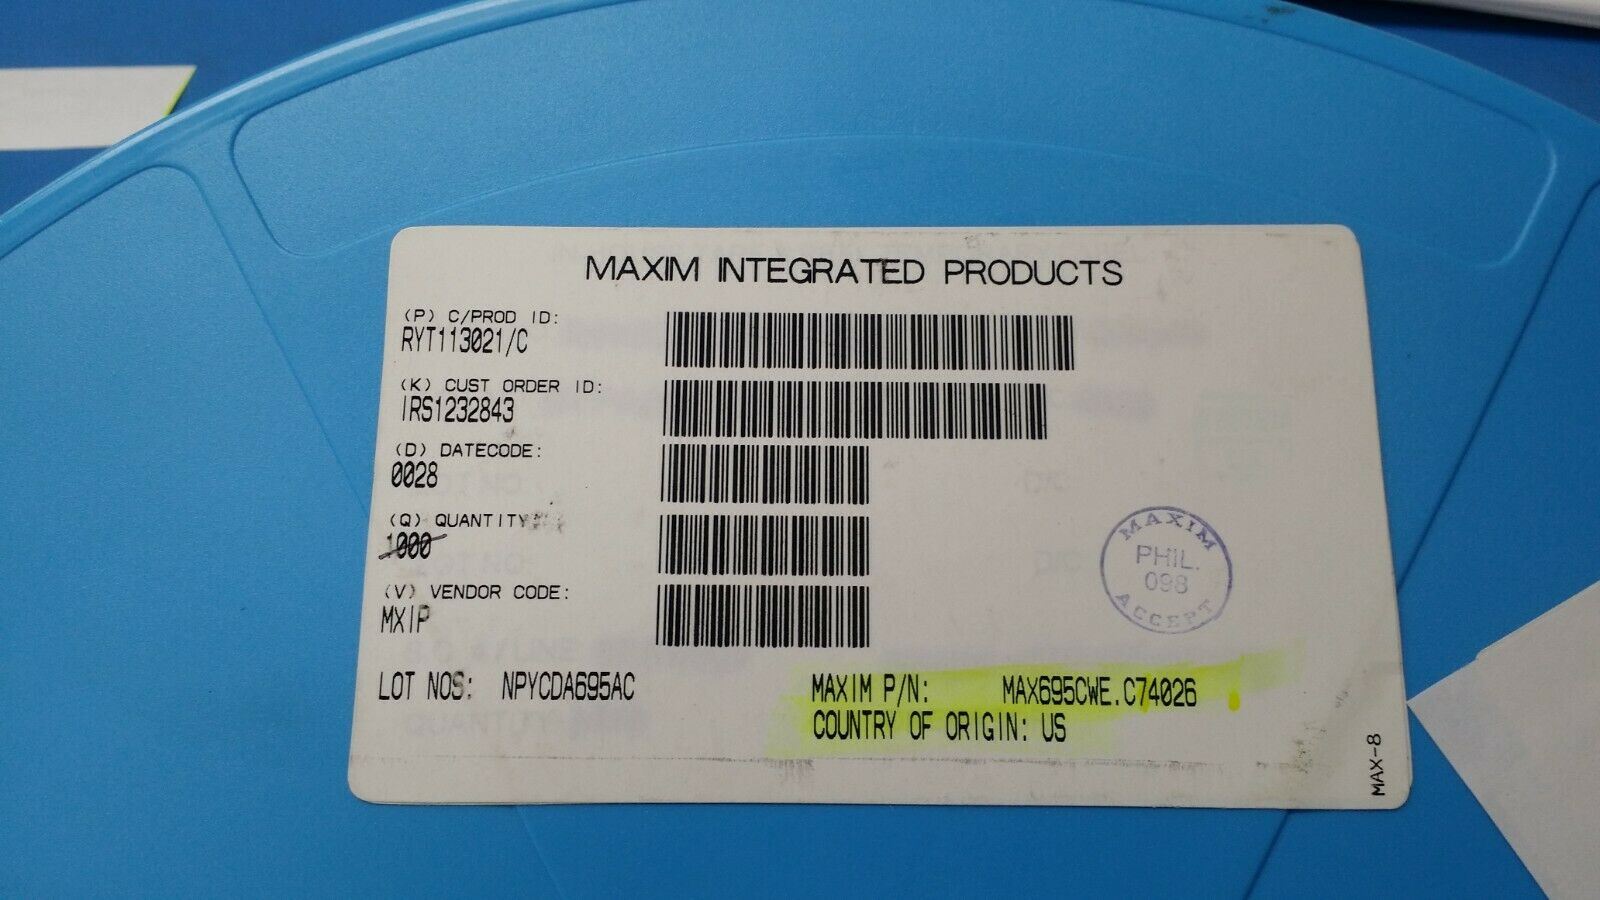 MAXIM INTEGRATED PRODUCTS
(P) C/PROD ID:
RYT113021/C
(K) CUST ORDER ID:
IRS1232843
(D) DATECODE:
0028
(Q) QUANTITY:
1000
(V) VENDOR CODE:
MXIP
MAXIM
PHIL.
098
ACCEPT
LOT NOS: NPYCDA695AC
MAXIM P/N: MAX695CWE.C74026
COUNTRY OF ORIGIN: US
MAX-8